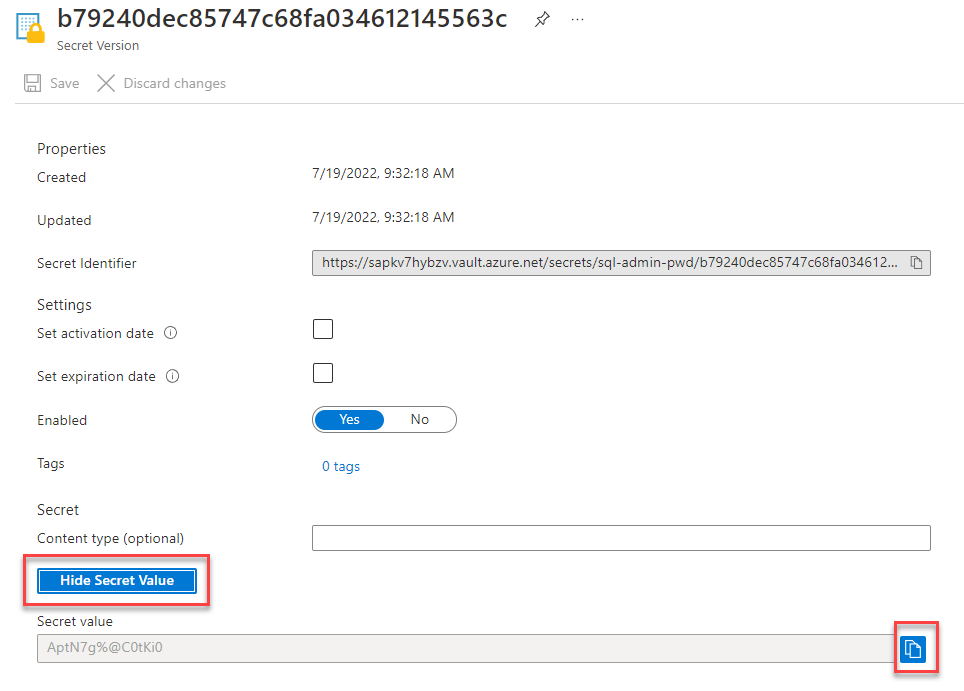 b79240dec85747c68fa034612145563c
Secret Version
Save Discard changes
Properties
Created 7/19/2022, 9:32:18 AM
Updated 7/19/2022, 9:32:18 AM
Secret Identifier https://sapkv7hybzv.vault.azure.net/secrets/sql-admin-pwd/b79240dec85747c68fa034612...
Settings
Set activation date
Set expiration date
Enabled Yes No
Tags 0 tags
Secret
Content type (optional)
Hide Secret Value
Secret value
AptN7g%@C0tKi0